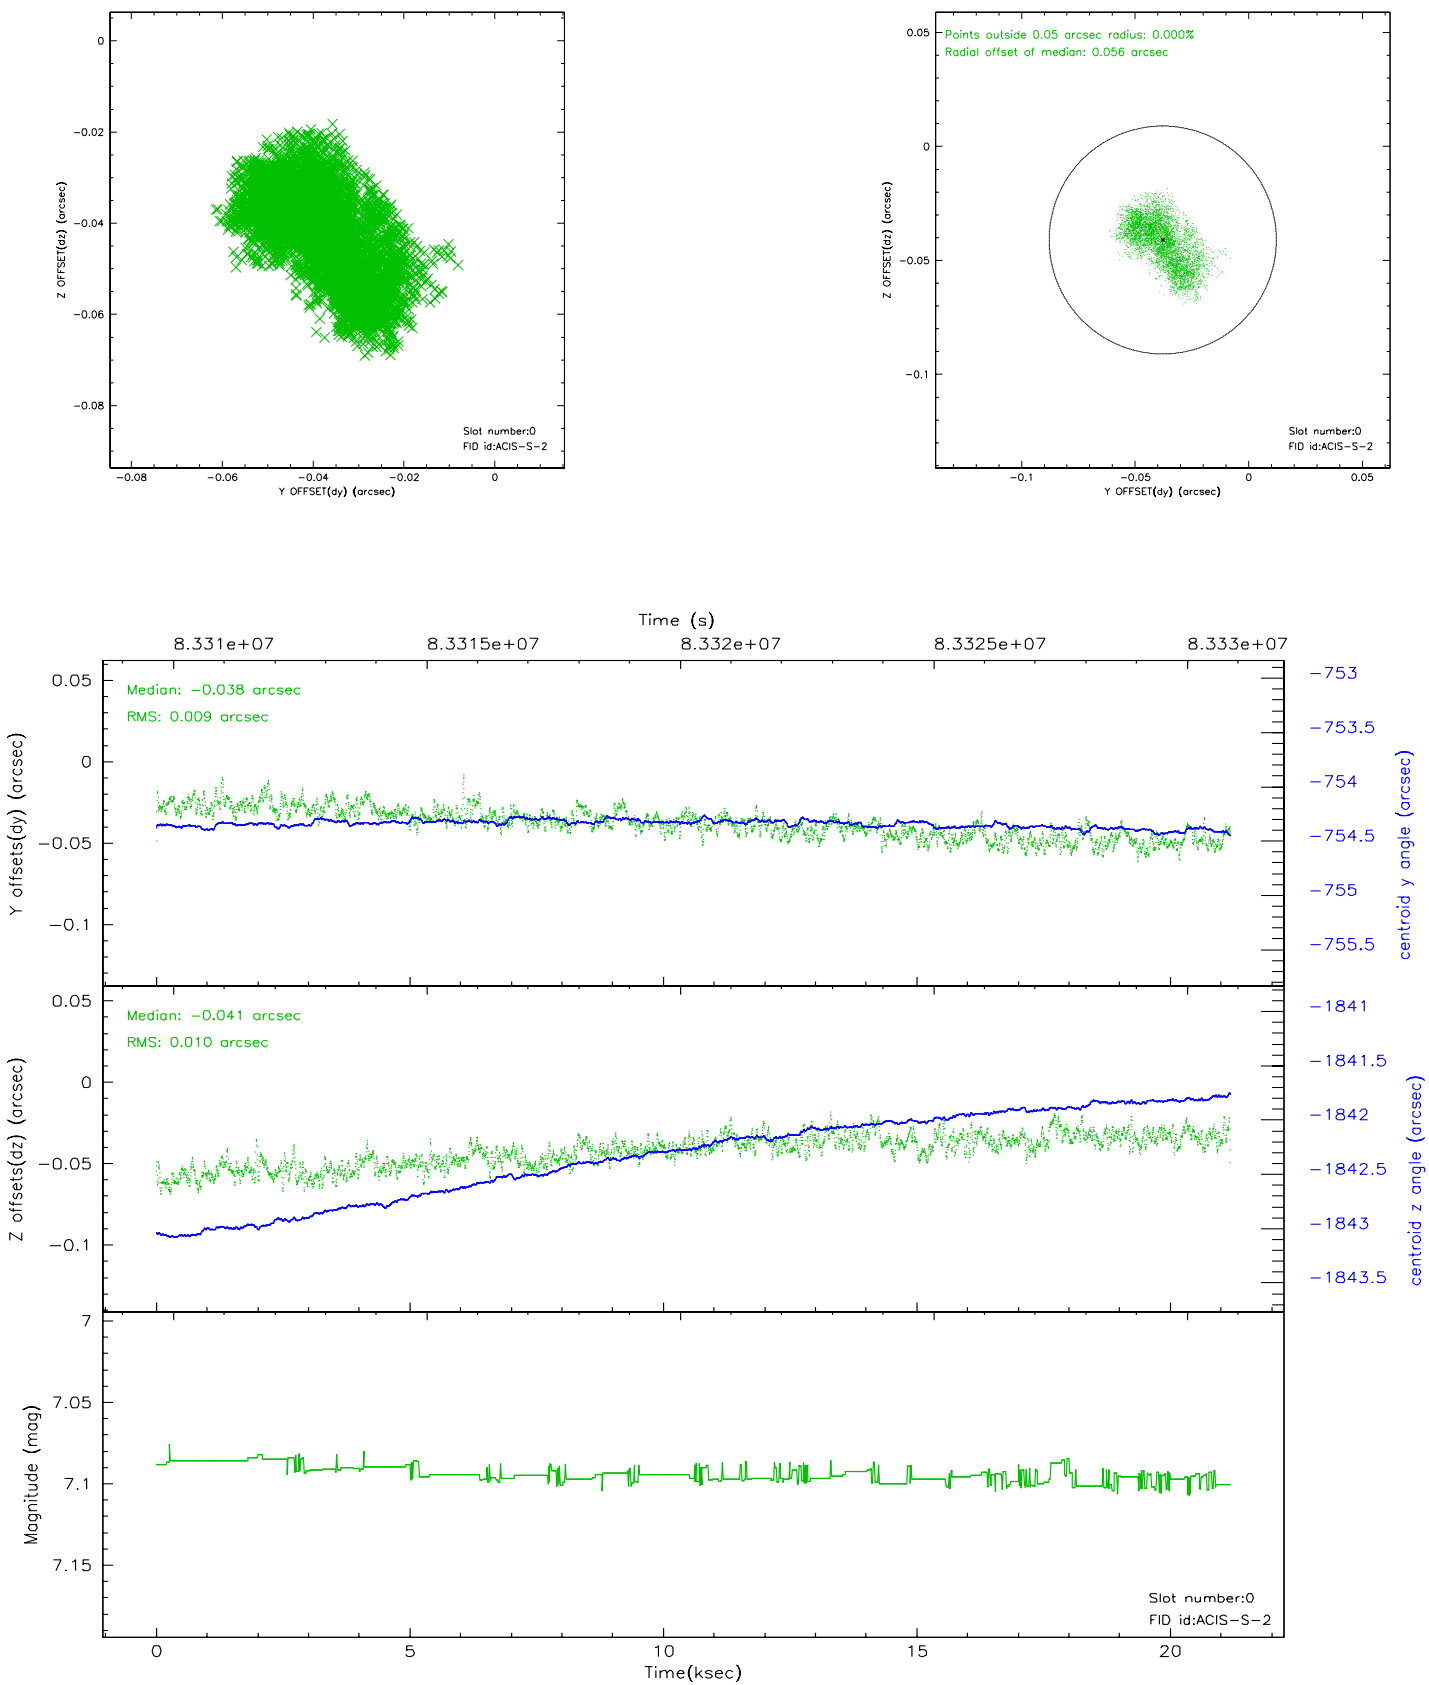 0
−0.02
−0.04
−0.06
−0.08
Z OFFSET(dz) (arcsec)
Slot number:0
FID id:ACIS−S−2
−0.08
−0.06
−0.04
−0.02
0
Y OFFSET(dy) (arcsec)
0.05
0
−0.05
−0.1
Z OFFSET(dz) (arcsec)
Points outside 0.05 arcsec radius: 0.000%
Radial offset of median: 0.056 arcsec
Slot number:0
FID id:ACIS−S−2
−0.1
−0.05
0
0.05
Y OFFSET(dy) (arcsec)
Time (s)
8.331e+07
8.3315e+07
8.332e+07
8.3325e+07
8.333e+07
0.05
0
−0.05
−0.1
Y offsets(dy) (arcsec)
Median: −0.038 arcsec
RMS: 0.009 arcsec
−753
−753.5
−754
−754.5
−755
−755.5
centroid y angle (arcsec)
0.05
0
−0.05
−0.1
Z offsets(dz) (arcsec)
Median: −0.041 arcsec
RMS: 0.010 arcsec
−1841
−1841.5
−1842
−1842.5
−1843
−1843.5
centroid z angle (arcsec)
7
7.05
7.1
7.15
Magnitude (mag)
Slot number:0
FID id:ACIS−S−2
0
5
10
15
20
Time(ksec)